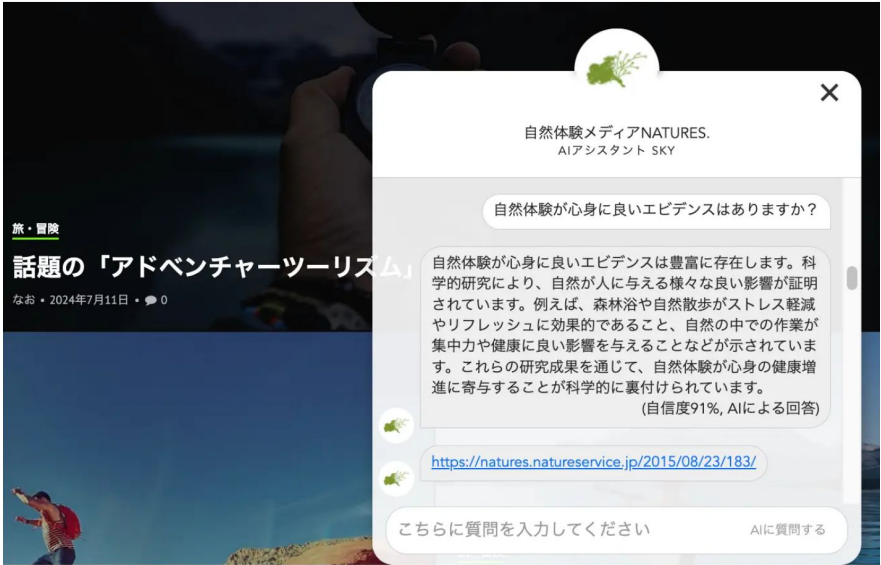 自然体験メディアNATURES.
AIアシスタント SKY
自然体験が心身に良いエビデンスはありますか？
旅・冒険
話題の「アドベンチャーツーリズム」
なお • 2024年7月11日 • 0
自然体験が心身に良いエビデンスは豊富に存在します。科
学的研究により、自然が人に与える様々な良い影響が証明
されています。例えば、森林浴や自然散歩がストレス軽減
やリフレッシュに効果的であること、自然の中での作業が
集中力や健康に良い影響を与えることなどが示されていま
す。これらの研究成果を通じて、自然体験が心身の健康増
進に寄与することが科学的に裏付けられています。
(自信度91%, AIによる回答)
https://natures.natureservice.jp/2015/08/23/183/
こちらに質問を入力してください
AIに質問する